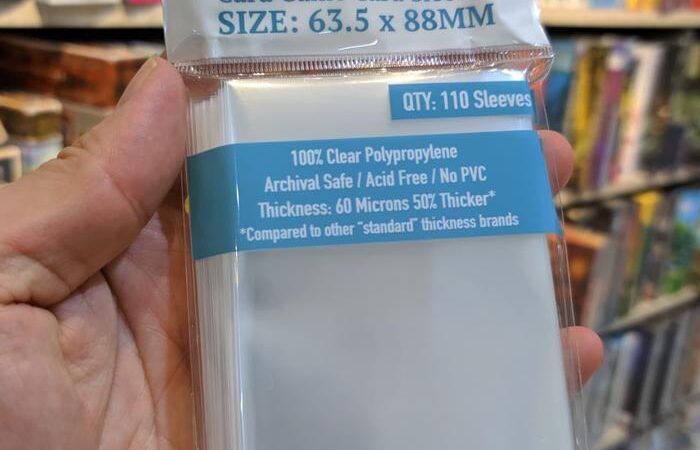 SIZE: 63.5 x 88MM
QTY: 110 Sleeves
100% Clear Polypropylene
Archival Safe / Acid Free / No PVC
Thickness: 60 Microns 50% Thicker*
*Compared to other "standard" thickness brands